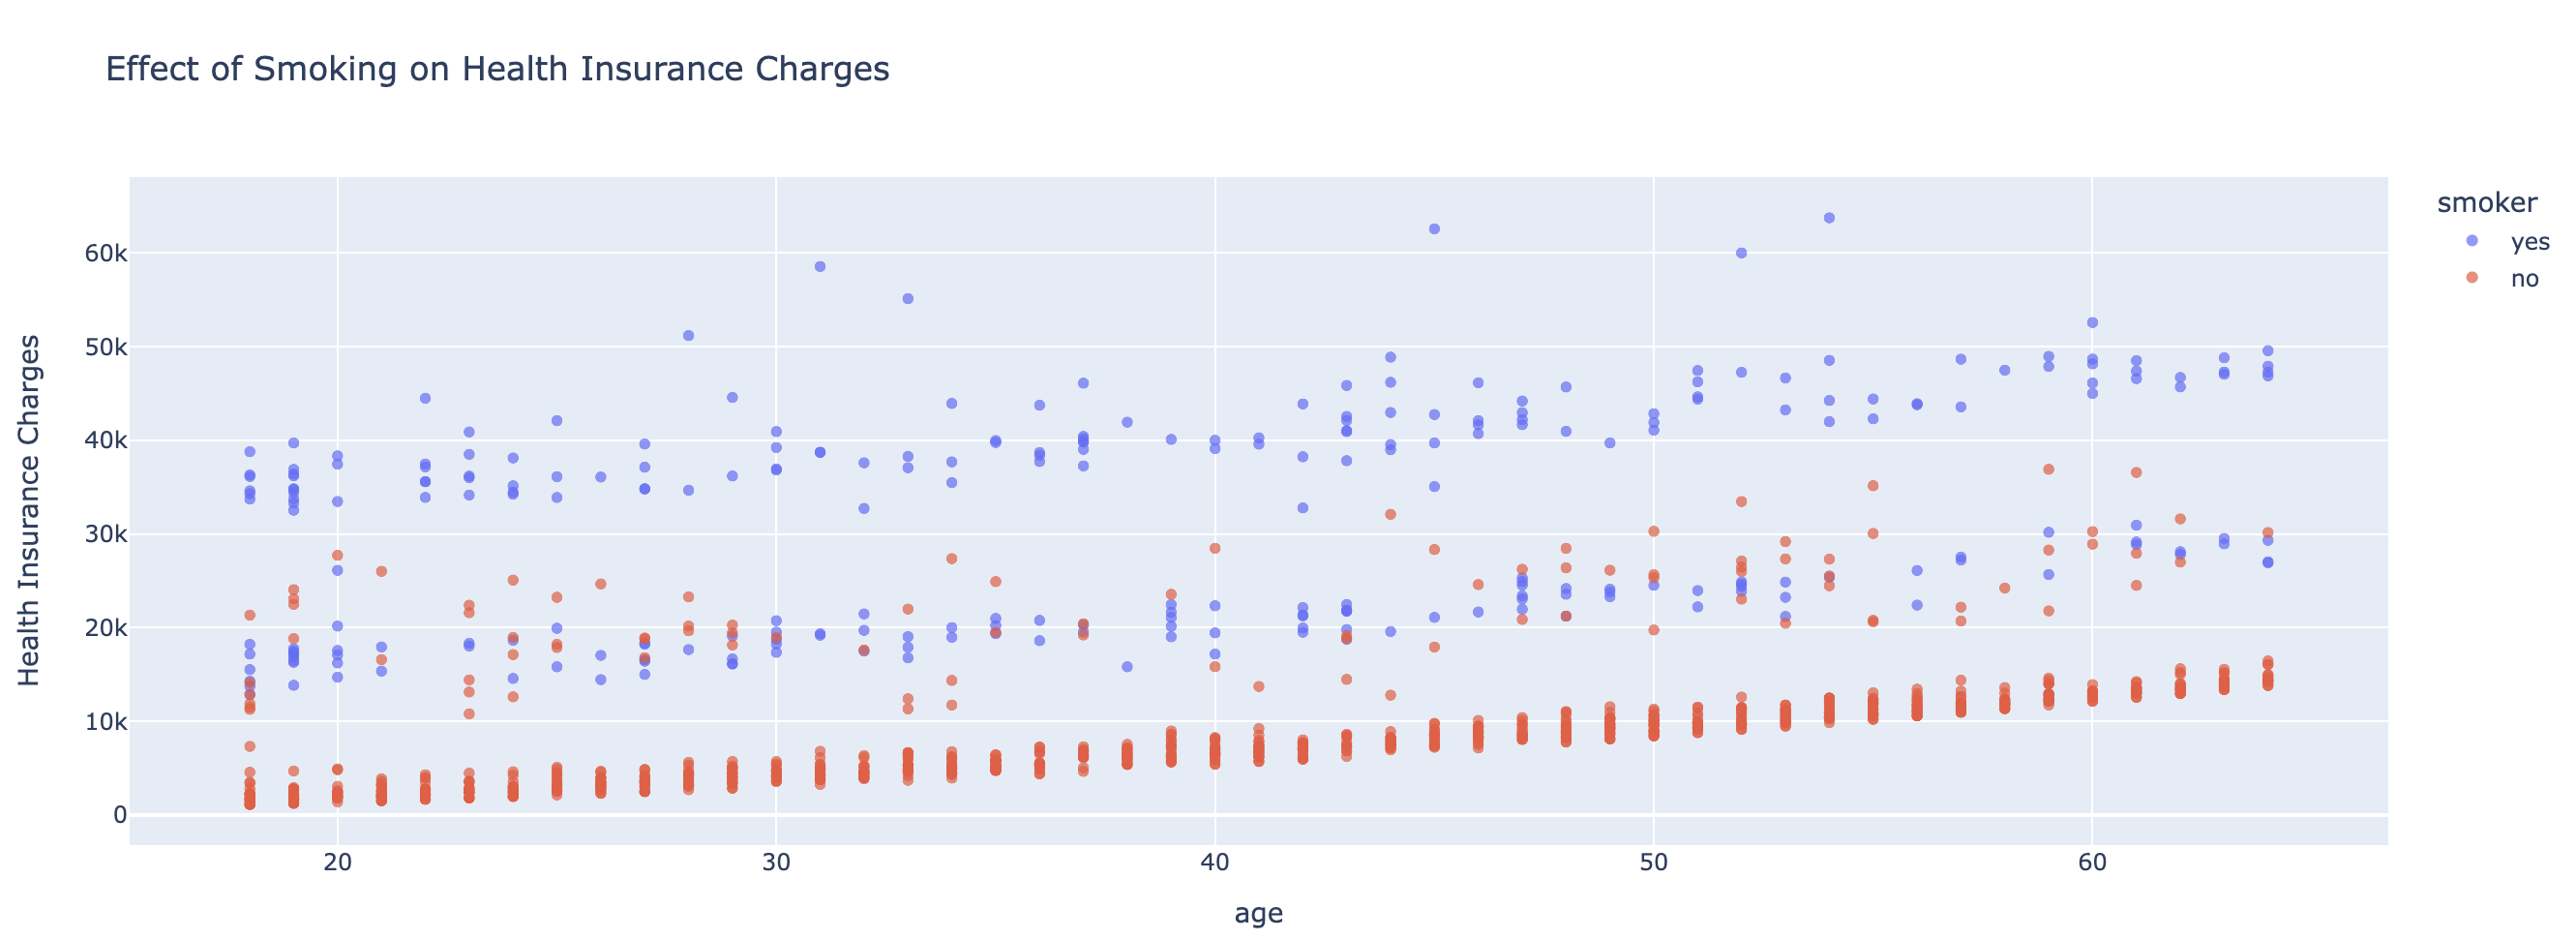 Effect of Smoking on Health Insurance Charges
smoker
yes
no
Health Insurance Charges
60k
50k
40k
30k
20k
10k
0
20
30
40
50
60
age